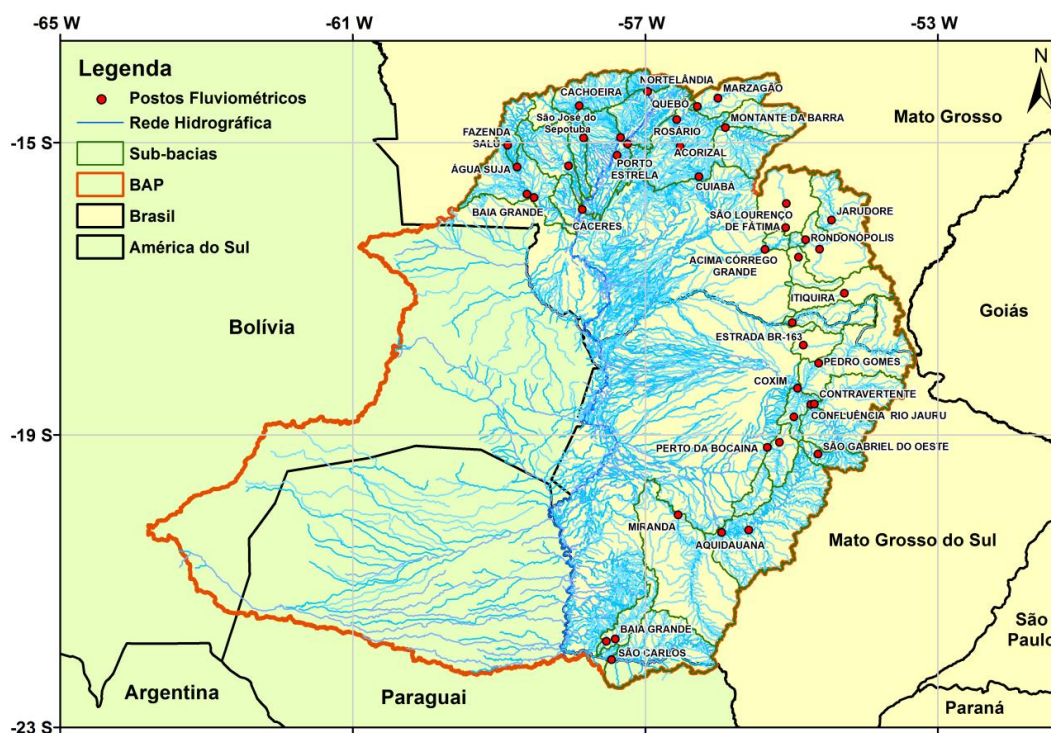 -65 W
-61 W
-57 W
-53 W
N
Legenda
Postos Fluviométricos
Rede Hidrográfica
Sub-bacias
BAP
Brasil
América do Sul
-15 S
-19 S
-23 S
NORTELÂNDIA
CACHOEIRA
MARZAGÃO
QUEBÓ
São José do
Sepotuba
MONTANTE DA BARRA
Mato Grosso
FAZENDA
SALU
ROSÁRIO
ACORIZAL
ÁGUA SUJA
PORTO
ESTRELA
CUIABÁ
BAIA GRANDE
CÁCERES
SÃO LOURENÇO
DE FÁTIMA
JARUDORE
RONDONÓPOLIS
ACIMA CÓRREGO
GRANDE
ITIQUIRA
Goiás
Bolívia
ESTRADA BR-163
PEDRO GOMES
COXIM
CONTRAVERTENTE
CONFLUÊNCIA RIO JAURU
PERTO DA BOCAINA
SÃO GABRIEL DO OESTE
MIRANDA
AQUIDAUANA
Mato Grosso do Sul
BAIA GRANDE
SÃO CARLOS
São
Paulo
Argentina
Paraguai
Paraná